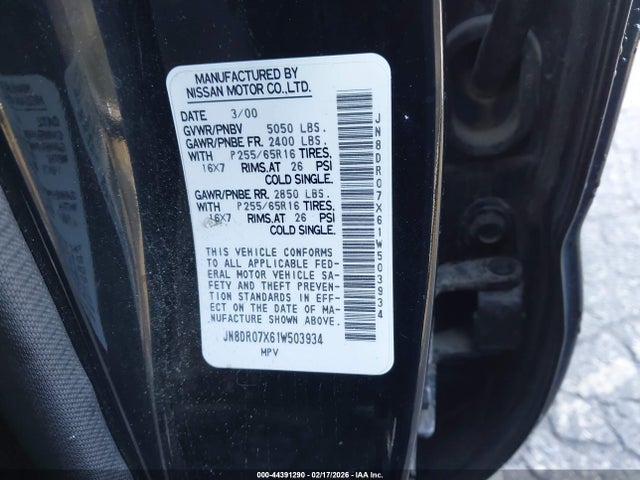 MANUFACTURED BY
NISSAN MOTOR CO.,LTD.
DATE 3/00
GVWR/PNBV 5050 LBS.
GAWR/PNBE FR. 2400 LBS.
WITH P255/65R16 TIRES,
16X7 RIMS,AT 26 PSI
COLD SINGLE.
GAWR/PNBE RR. 2850 LBS.
WITH P255/65R16 TIRES,
16X7 RIMS,AT 26 PSI
COLD SINGLE.
THIS VEHICLE CONFORMS
TO ALL APPLICABLE FED-
ERAL MOTOR VEHICLE SA-
FETY AND THEFT PREVENTION
STANDARDS IN EFF-
ECT ON THE DATE OF MA-
NUFACTURE SHOWN ABOVE.
JN8DR07X61W503934
MPV
JN8DR07X61W503934
000-44391290 - 02/17/2026 - IAA Inc.